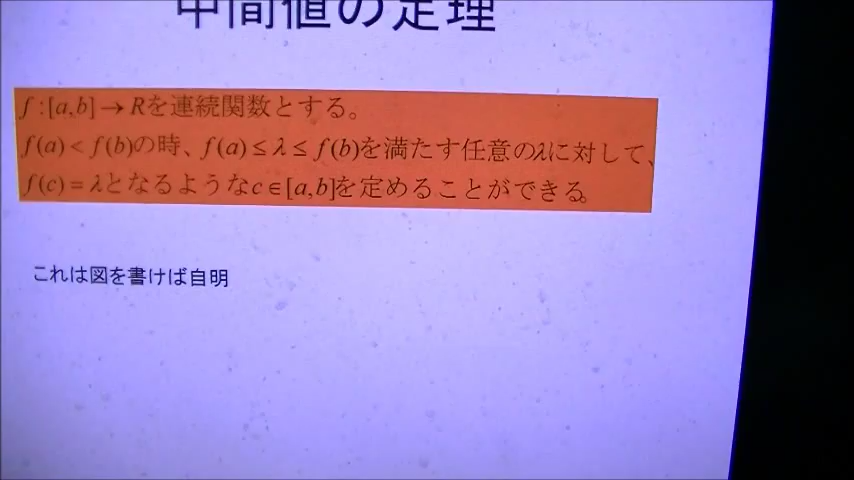 中間値の定理
f:[a,b]→Rを連続関数とする。
f(a)<f(b)の時、f(a)≤λ≤f(b)を満たす任意のλに対して、
f(c)=λとなるようなc∈[a,b]を定めることができる。
これは図を書けば自明